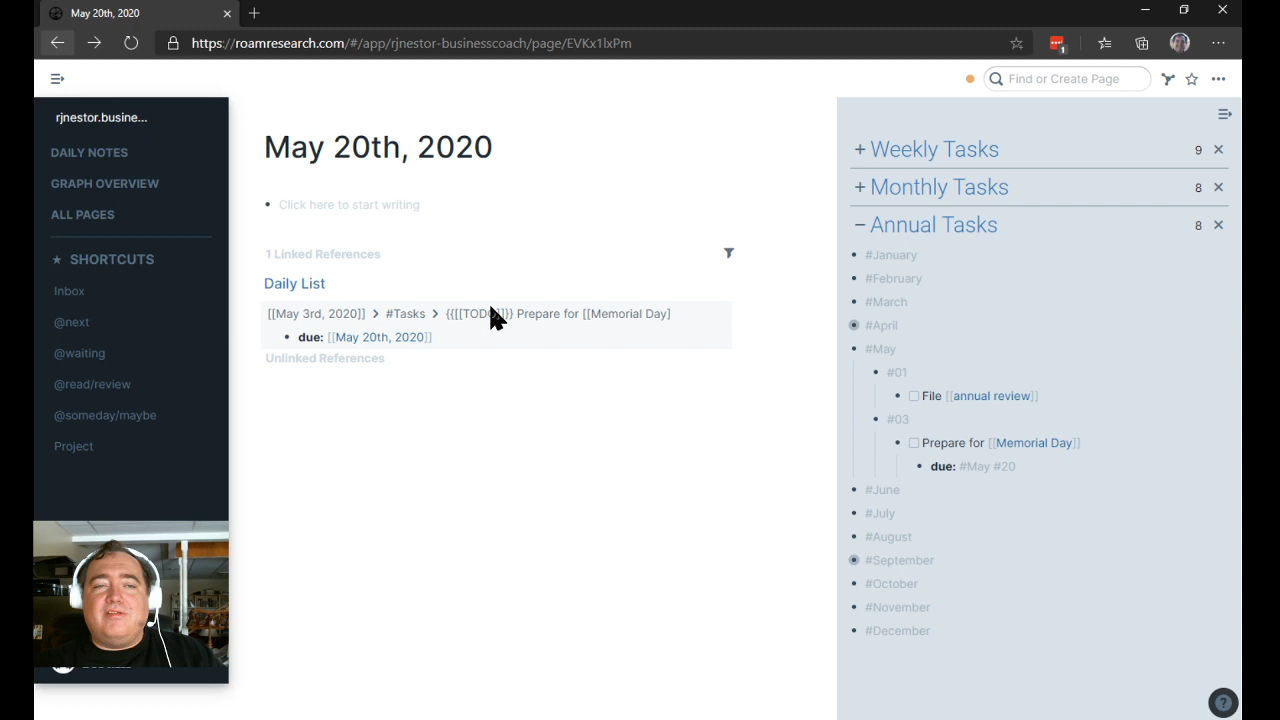 May 20th, 2020
https://roamresearch.com/#/app/rjnestor-businesscoach/page/EVKx1lxPm
1
Find or Create Page
rjnestor.busine...
DAILY NOTES
GRAPH OVERVIEW
ALL PAGES
★ SHORTCUTS
Inbox
@next
@waiting
@read/review
@someday/maybe
Project
May 20th, 2020
Click here to start writing
1 Linked References
Daily List
[[May 3rd, 2020]] > #Tasks > {{[[TODO]]}} Prepare for [[Memorial Day]
due: [[May 20th, 2020]]
Unlinked References
+ Weekly Tasks 9 ×
+ Monthly Tasks 8 ×
− Annual Tasks 8 ×
#January
#February
#March
#April
#May
#01
File [[annual review]]
#03
Prepare for [[Memorial Day]]
due: #May #20
#June
#July
#August
#September
#October
#November
#December
?